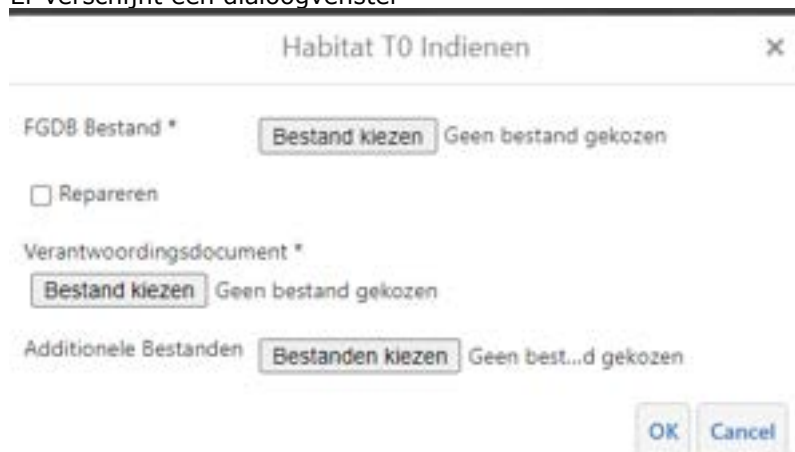 Er verschijnt een dialoogvenster
Habitat T0 Indienen ×
FGDB Bestand * Bestand kiezen Geen bestand gekozen
Repareren
Verantwoordingsdocument *
Bestand kiezen Geen bestand gekozen
Additionele Bestanden Bestanden kiezen Geen best...d gekozen
OK Cancel